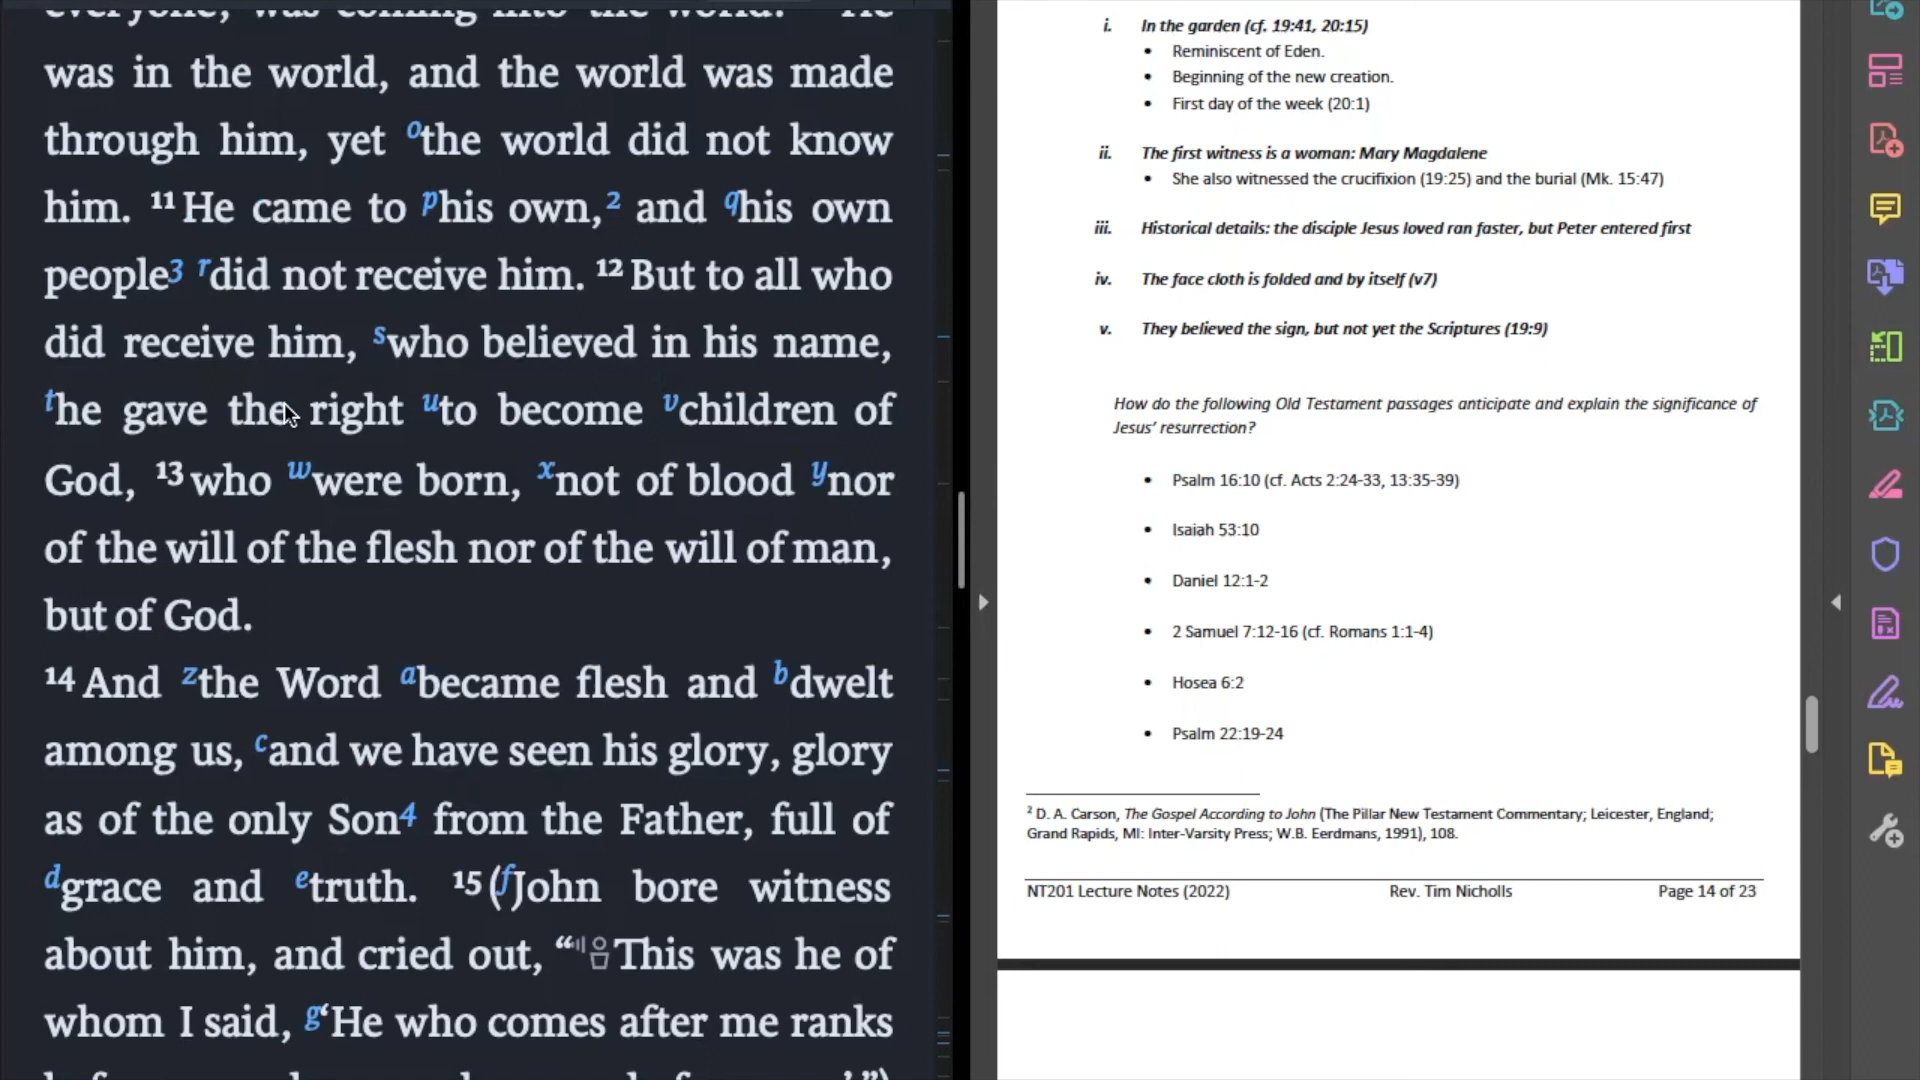 everyone, was coming into the world. He
was in the world, and the world was made
through him, yet othe world did not know
him. 11 He came to phis own,2 and qhis own
people3 rdid not receive him. 12 But to all who
did receive him, swho believed in his name,
the gave the right uto become vchildren of
God, 13 who wwere born, xnot of blood ynor
of the will of the flesh nor of the will of man,
but of God.
14 And zthe Word abecame flesh and bdwelt
among us, cand we have seen his glory, glory
as of the only Son4 from the Father, full of
dgrace and etruth. 15 (fJohn bore witness
about him, and cried out, “This was he of
whom I said, g‘He who comes after me ranks
i. In the garden (cf. 19:41, 20:15)
• Reminiscent of Eden.
• Beginning of the new creation.
• First day of the week (20:1)
ii. The first witness is a woman: Mary Magdalene
• She also witnessed the crucifixion (19:25) and the burial (Mk. 15:47)
iii. Historical details: the disciple Jesus loved ran faster, but Peter entered first
iv. The face cloth is folded and by itself (v7)
v. They believed the sign, but not yet the Scriptures (19:9)
How do the following Old Testament passages anticipate and explain the significance of
Jesus’ resurrection?
• Psalm 16:10 (cf. Acts 2:24-33, 13:35-39)
• Isaiah 53:10
• Daniel 12:1-2
• 2 Samuel 7:12-16 (cf. Romans 1:1-4)
• Hosea 6:2
• Psalm 22:19-24
2 D. A. Carson, The Gospel According to John (The Pillar New Testament Commentary; Leicester, England;
Grand Rapids, MI: Inter-Varsity Press; W.B. Eerdmans, 1991), 108.
NT201 Lecture Notes (2022) Rev. Tim Nicholls Page 14 of 23